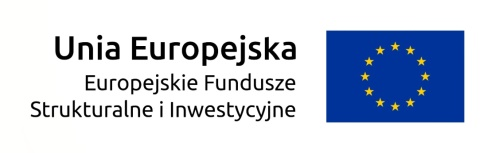 Unia Europejska
Europejskie Fundusze
Strukturalne i Inwestycyjne